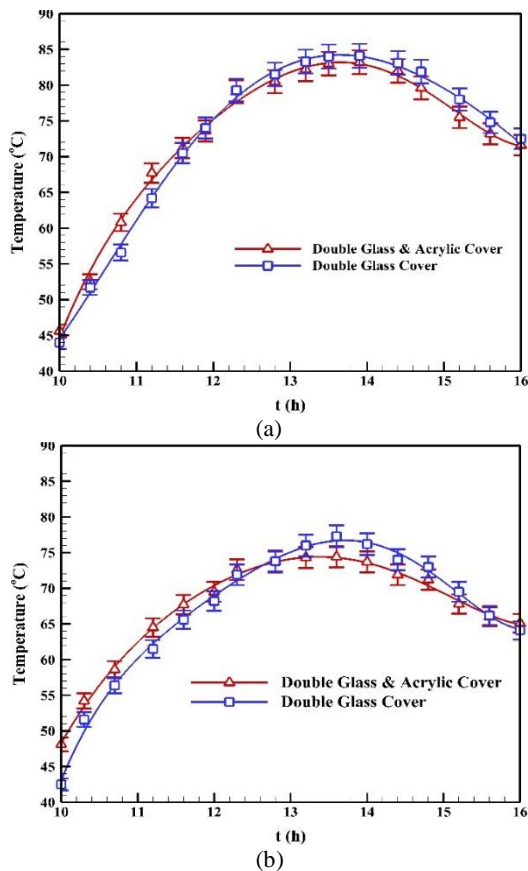 90
85
80
75
70
65
60
55
50
45
40
Temperature (°C)
Double Glass & Acrylic Cover
Double Glass Cover
10 11 12 13 14 15 16
t (h)
(a)
90
85
80
75
70
65
60
55
50
45
40
Temperature (°C)
Double Glass & Acrylic Cover
Double Glass Cover
10 11 12 13 14 15 16
t (h)
(b)